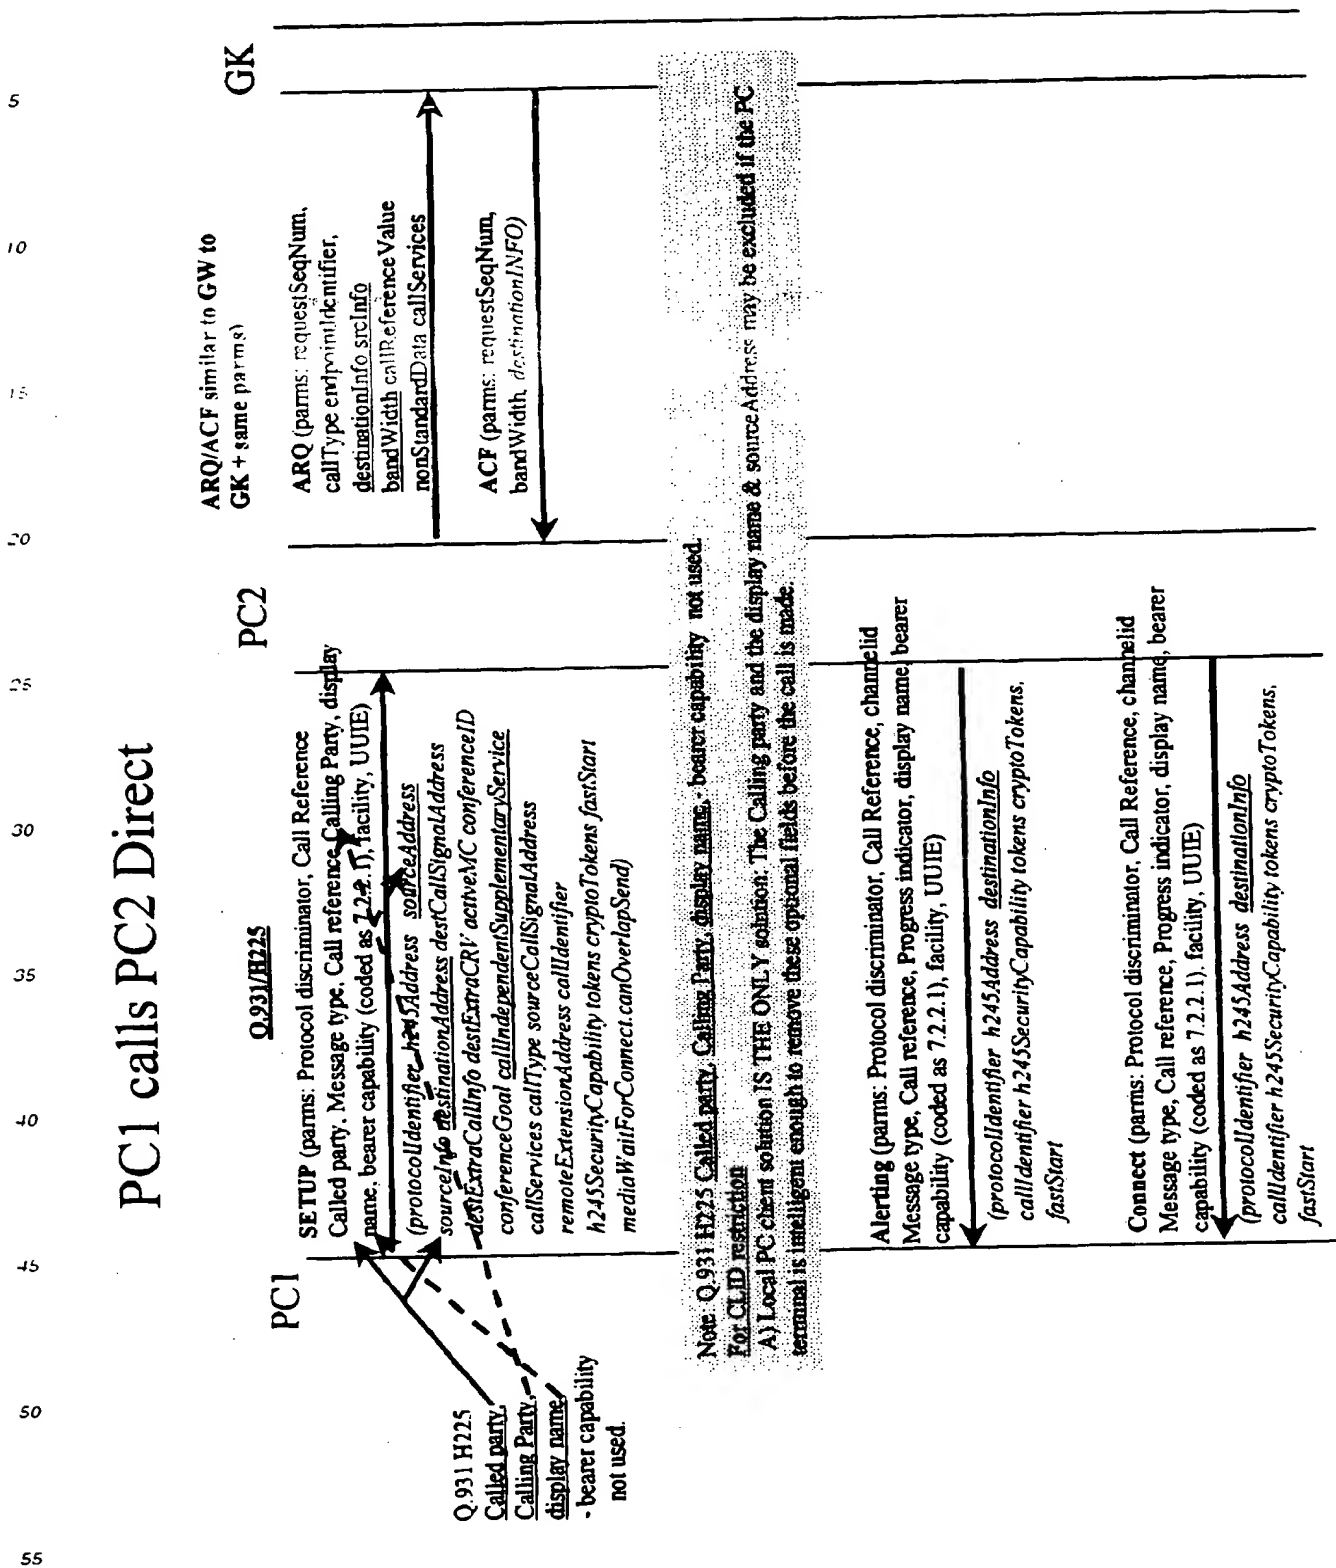 PC1 calls PC2 Direct
Q.931/H225
ARQ/ACF similar to GW to
GK + same parms)
PC1
PC2
GK
SETUP (parms: Protocol discriminator, Call Reference
Called party, Message type, Call reference Calling Party, display
name, bearer capability (coded as 7.2.2.1), facility, UUIE)
(protocolIdentifier h245Address sourceAddress
sourceInfo destinationAddress destCallSignalAddress
destExtraCallInfo destExtraCRV activeMC conferenceID
conferenceGoal callIndependentSupplementaryService
callServices callType sourceCallSignalAddress
remoteExtensionAddress callIdentifier
h245SecurityCapability tokens cryptoTokens fastStart
mediaWaitForConnect.canOverlapSend)
ARQ (parms: requestSeqNum,
callType endpointIdentifier,
destinationInfo srcInfo
bandWidth callReferenceValue
nonStandardData callServices
ACF (parms: requestSeqNum,
bandWidth, destinationINFO)
Q.931 H225
Called party,
Calling Party,
display name,
- bearer capability
not used.
Note: Q.931 H225 Called party, Calling Party, display name, - bearer capability not used.
For CLID restriction
A) Local PC client solution IS THE ONLY solution: The Calling party and the display name & sourceAddress may be excluded if the PC
terminal is intelligent enough to remove these optional fields before the call is made.
Alerting (parms: Protocol discriminator, Call Reference, channelid
Message type, Call reference, Progress indicator, display name, bearer
capability (coded as 7.2.2.1), facility, UUIE)
(protocolIdentifier h245Address destinationInfo
callIdentifier h245SecurityCapability tokens cryptoTokens,
fastStart
Connect (parms: Protocol discriminator, Call Reference, channelid
Message type, Call reference, Progress indicator, display name, bearer
capability (coded as 7.2.2.1), facility, UUIE)
(protocolIdentifier h245Address destinationInfo
callIdentifier h245SecurityCapability tokens cryptoTokens,
fastStart
5
10
15
20
25
30
35
40
45
50
55